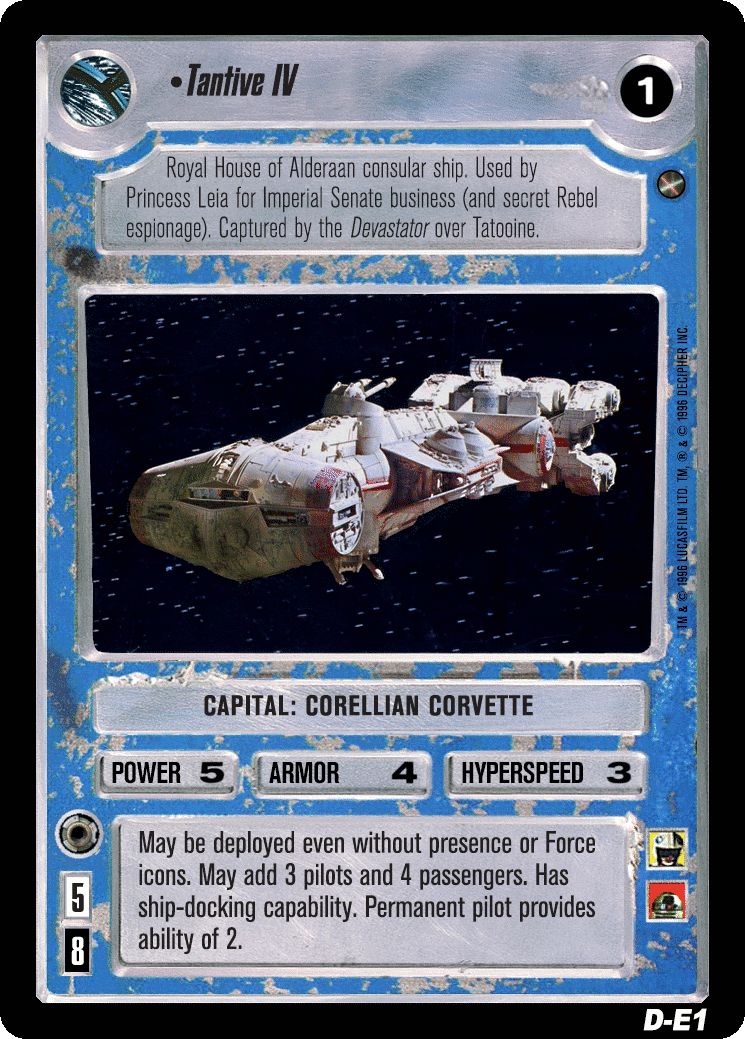 •Tantive IV
1
Royal House of Alderaan consular ship. Used by
Princess Leia for Imperial Senate business (and secret Rebel
espionage). Captured by the Devastator over Tatooine.
TM & © 1996 LUCASFILM LTD. TM, ® & © 1996 DECIPHER INC.
CAPITAL: CORELLIAN CORVETTE
POWER 5 ARMOR 4 HYPERSPEED 3
May be deployed even without presence or Force
icons. May add 3 pilots and 4 passengers. Has
ship-docking capability. Permanent pilot provides
ability of 2.
5
8
D-E1